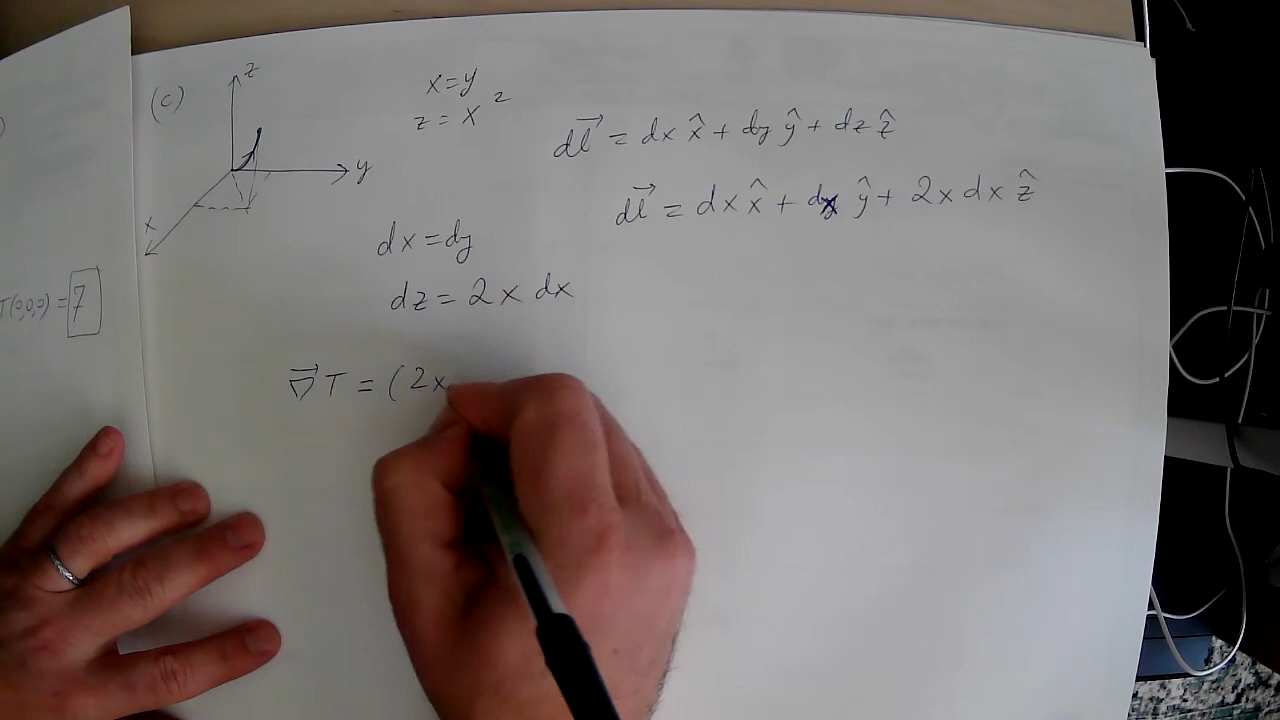 (c)
z
y
x
x=y
z = x²
dl⃗ = dx x̂ + dy ŷ + dz ẑ
dl⃗ = dx x̂ + dx ŷ + 2x dx ẑ
dx = dy
dz = 2x dx
T(0,0,0) = 7
∇⃗T = (2x